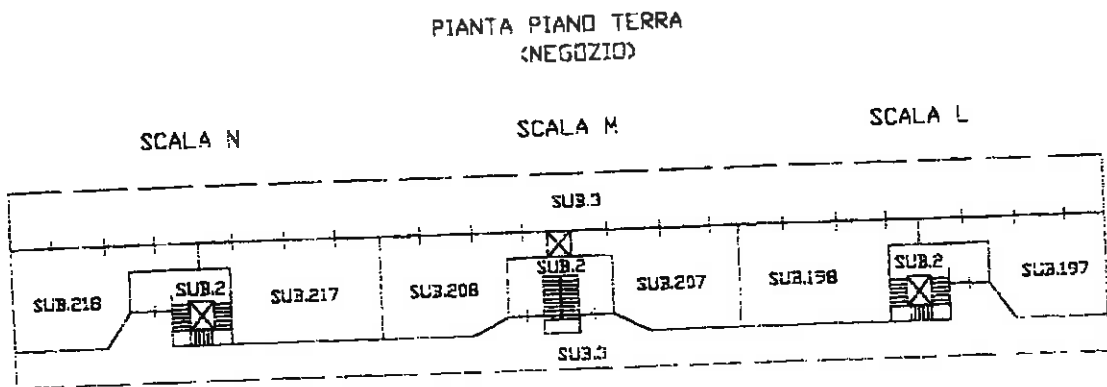 PIANTA PIANO TERRA
(NEGOZIO)
SCALA N
SCALA M
SCALA L
SUB.3
SUB.218
SUB.2
SUB.217
SUB.208
SUB.2
SUB.207
SUB.198
SUB.2
SUB.197
SUB.3